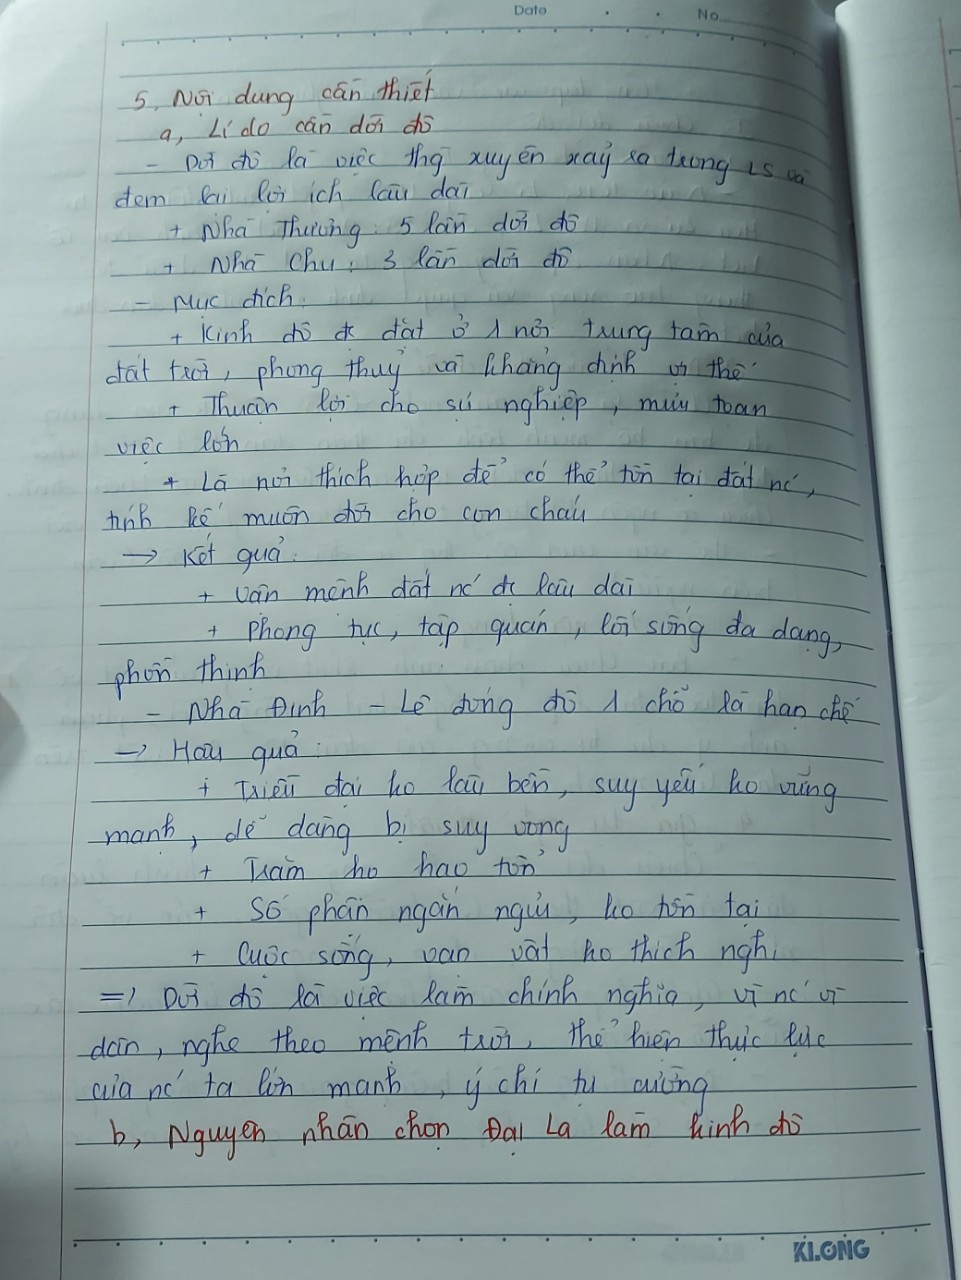 Date . . No
5, Nội dung cần thiết
a, Lí do cần dời đô
- Dời đô là việc thg xuyên xảy ra trong LS và
đem lại lợi ích lâu dài
+ Nhà Thương: 5 lần dời đô
+ Nhà Chu: 3 lần dời đô
- Mục đích:
+ Kinh đô đc đặt ở 1 nơi trung tâm của
đất trời, phong thuỷ và khẳng định vị thế
+ Thuận lợi cho sự nghiệp, mưu toan
việc lớn
+ Là nơi thích hợp để có thể tồn tại đất nc',
tính kế muôn đời cho con cháu
→ Kết quả:
+ Vận mệnh đất nc' đc lâu dài
+ Phong tục, tập quán, lối sống đa dạng,
phồn thịnh
- Nhà Đinh - Lê đóng đô 1 chỗ là hạn chế
→ Hậu quả:
+ Triều đại ko lâu bền, suy yếu ko vững
mạnh, dễ dàng bị suy vong
+ Trăm họ hao tổn
+ Số phận ngắn ngủi, ko tồn tại
+ Cuộc sống, vạn vật ko thích nghi
=> Dời đô là việc làm chính nghĩa, vì nc' vì
dân, nghe theo mệnh trời, thể hiện thực lực
của nc' ta lớn mạnh, ý chí tự cường
b, Nguyên nhân chọn Đại La làm kinh đô
KLONG